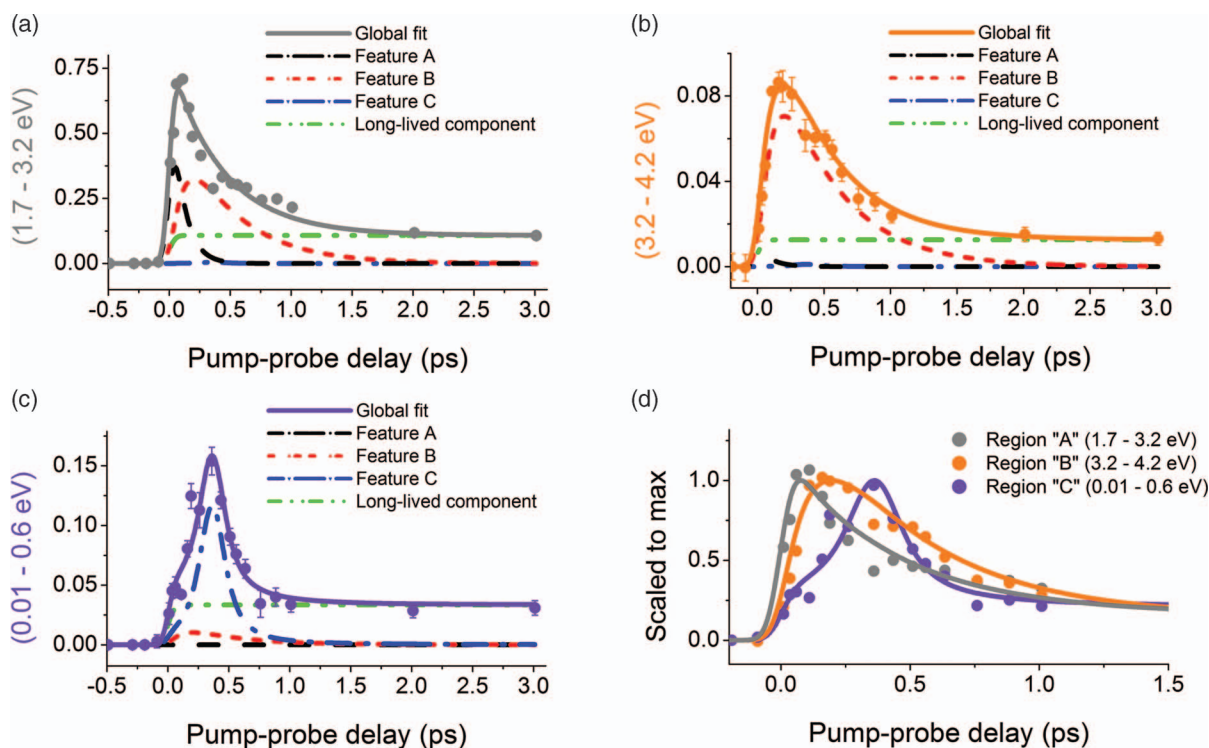 (a)
Global fit
Feature A
Feature B
Feature C
Long-lived component
(1.7 - 3.2 eV)
0.75
0.50
0.25
0.00
-0.5 0.0 0.5 1.0 1.5 2.0 2.5 3.0
Pump-probe delay (ps)
(b)
Global fit
Feature A
Feature B
Feature C
Long-lived component
(3.2 - 4.2 eV)
0.08
0.04
0.00
0.0 0.5 1.0 1.5 2.0 2.5 3.0
Pump-probe delay (ps)
(c)
Global fit
Feature A
Feature B
Feature C
Long-lived component
(0.01 - 0.6 eV)
0.15
0.10
0.05
0.00
-0.5 0.0 0.5 1.0 1.5 2.0 2.5 3.0
Pump-probe delay (ps)
(d)
Region "A" (1.7 - 3.2 eV)
Region "B" (3.2 - 4.2 eV)
Region "C" (0.01 - 0.6 eV)
Scaled to max
1.0
0.5
0.0
0.0 0.5 1.0 1.5
Pump-probe delay (ps)